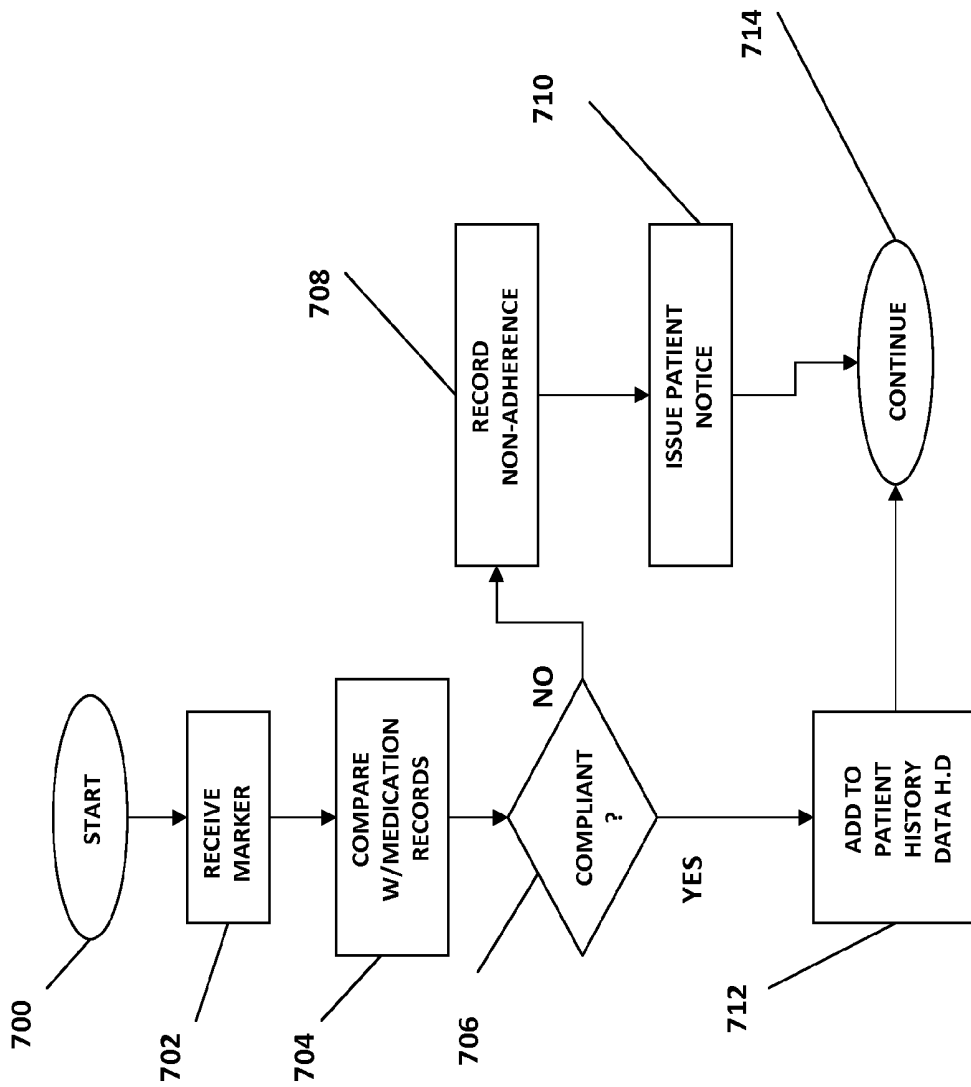 700
START
702
RECEIVE
MARKER
704
COMPARE
W/MEDICATION
RECORDS
706
COMPLIANT
?
NO
YES
708
RECORD
NON-ADHERENCE
710
ISSUE PATIENT
NOTICE
712
ADD TO
PATIENT
HISTORY
DATA H.D
714
CONTINUE